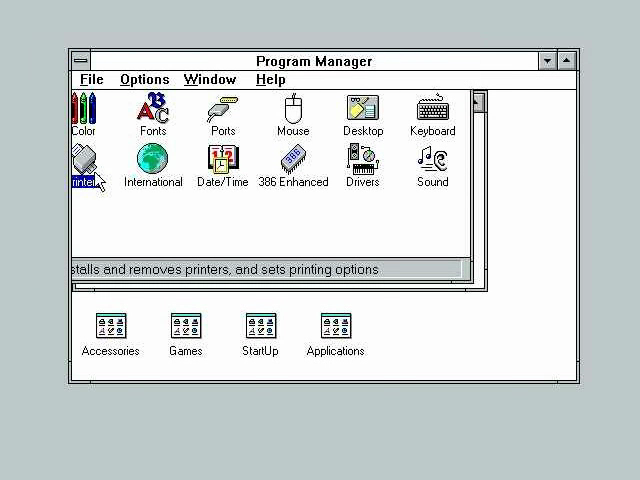 Program Manager
File Options Window Help
Color Fonts Ports Mouse Desktop Keyboard
rinter International Date/Time 386 Enhanced Drivers Sound
stalls and removes printers, and sets printing options
Accessories Games StartUp Applications